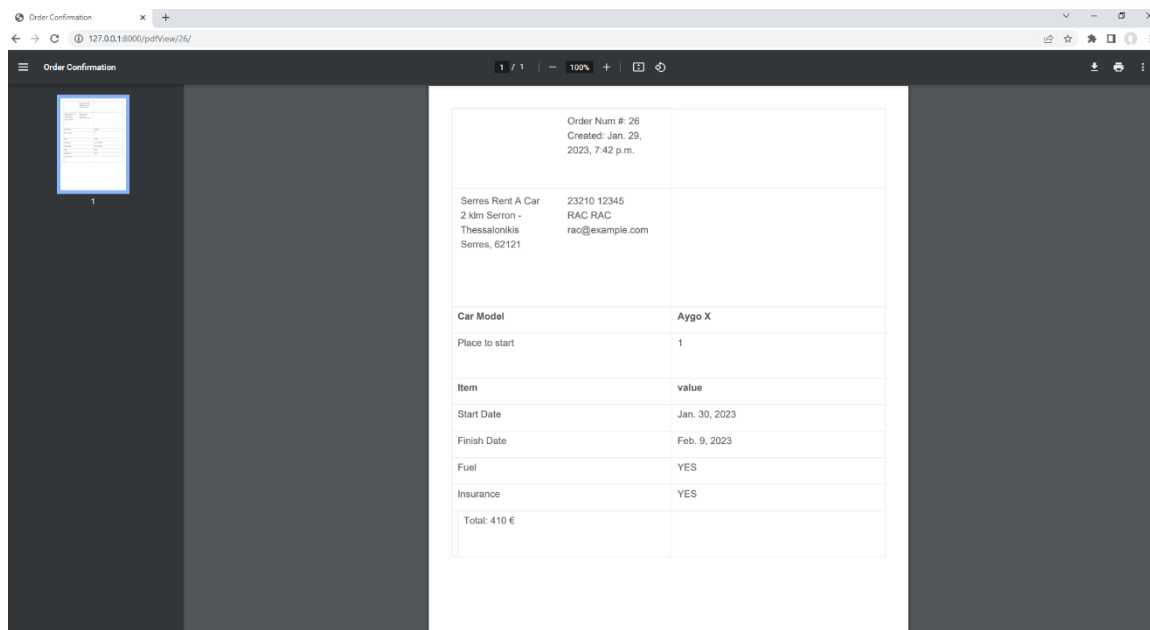 Order Confirmation
127.0.0.1:8000/pdfView/26/
Order Confirmation
1 / 1
100%
1
Order Num #: 26
Created: Jan. 29,
2023, 7:42 p.m.
Serres Rent A Car
2 klm Serron -
Thessalonikis
Serres, 62121
23210 12345
RAC RAC
rac@example.com
Car Model Aygo X
Place to start 1
Item value
Start Date Jan. 30, 2023
Finish Date Feb. 9, 2023
Fuel YES
Insurance YES
Total: 410 €